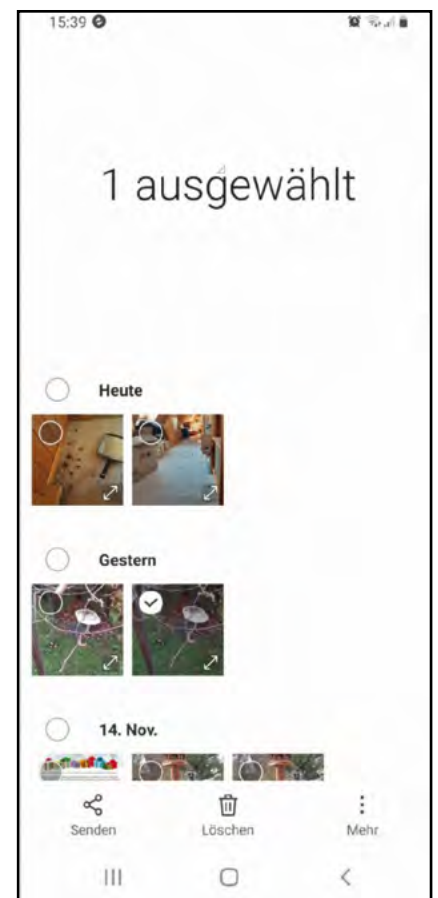 15:39
1 ausgewählt
Heute
Gestern
14. Nov.
Senden Löschen Mehr